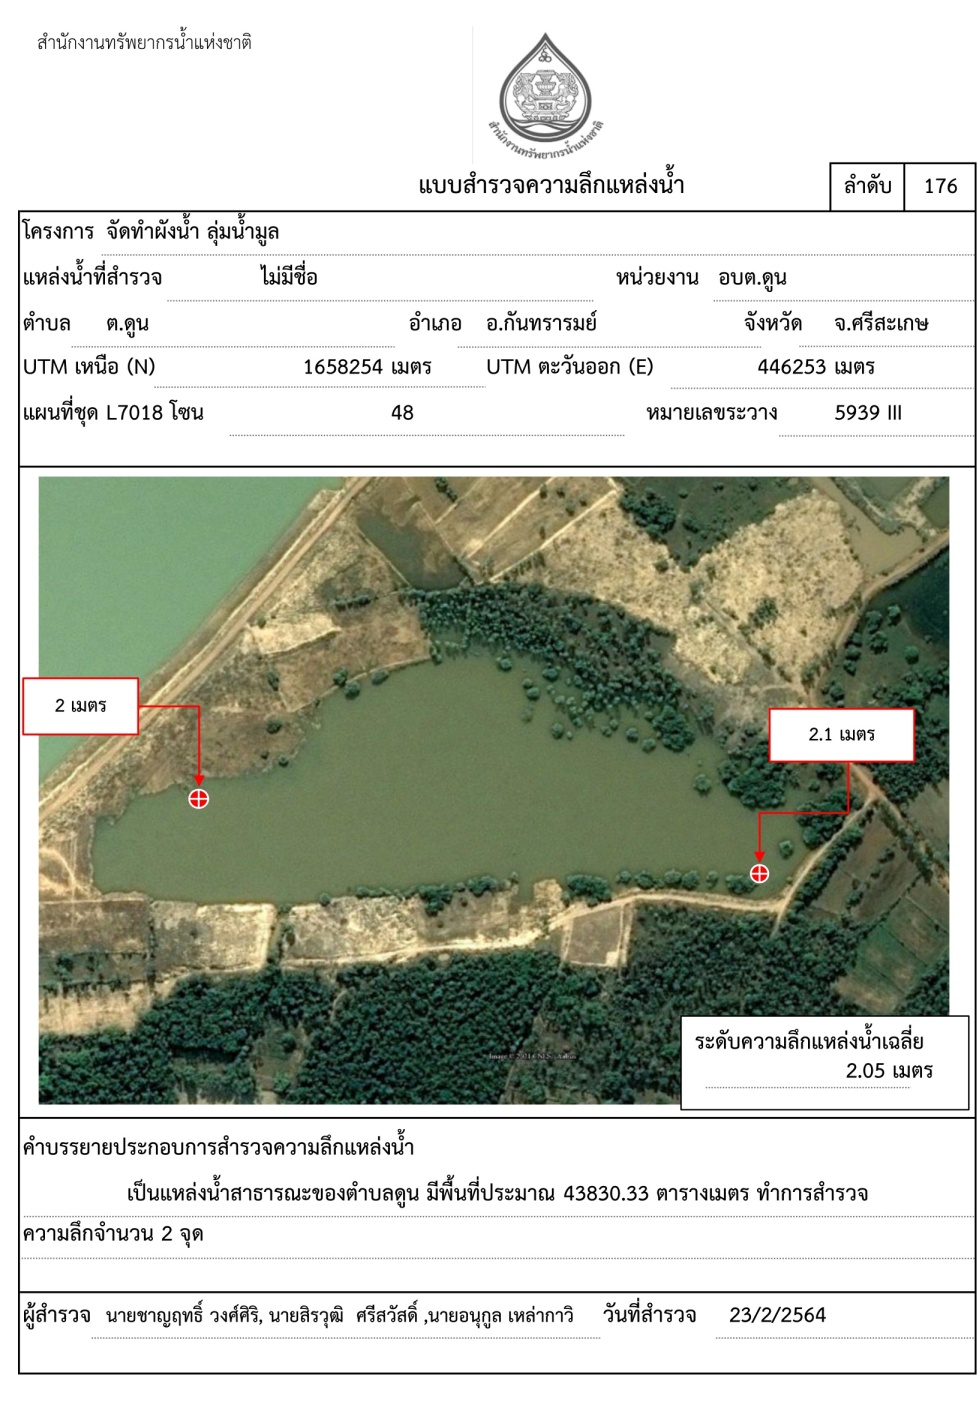 สำนักงานทรัพยากรน้ำแห่งชาติ
สำนักงานทรัพยากรน้ำแห่งชาติ
แบบสำรวจความลึกแหล่งน้ำ ลำดับ 176
โครงการ จัดทำผังน้ำ ลุ่มน้ำมูล
แหล่งน้ำที่สำรวจ ไม่มีชื่อ หน่วยงาน อบต.ดูน
ตำบล ต.ดูน อำเภอ อ.กันทรารมย์ จังหวัด จ.ศรีสะเกษ
UTM เหนือ (N) 1658254 เมตร UTM ตะวันออก (E) 446253 เมตร
แผนที่ชุด L7018 โซน 48 หมายเลขระวาง 5939 III
2 เมตร
2.1 เมตร
ระดับความลึกแหล่งน้ำเฉลี่ย
2.05 เมตร
คำบรรยายประกอบการสำรวจความลึกแหล่งน้ำ
เป็นแหล่งน้ำสาธารณะของตำบลดูน มีพื้นที่ประมาณ 43830.33 ตารางเมตร ทำการสำรวจ
ความลึกจำนวน 2 จุด
ผู้สำรวจ นายชาญฤทธิ์ วงศ์ศิริ, นายสิรวุฒิ ศรีสวัสดิ์ ,นายอนุกูล เหล่ากาวิ วันที่สำรวจ 23/2/2564